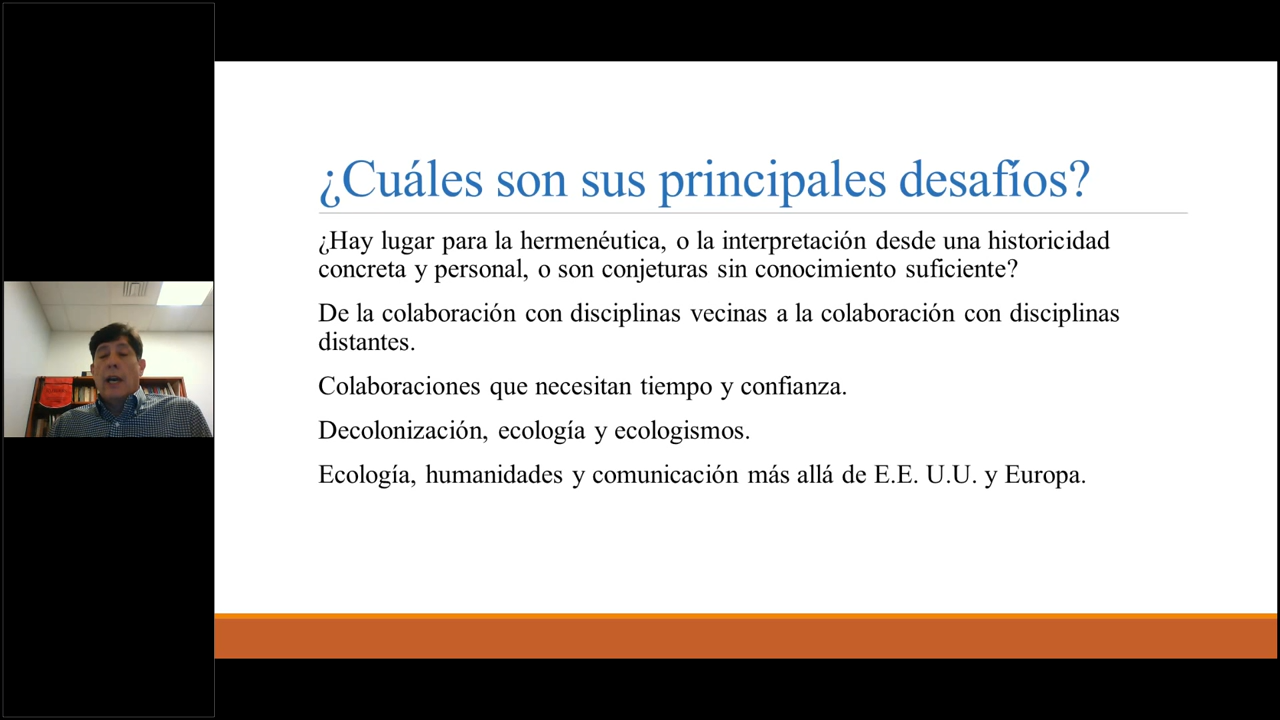 ¿Cuáles son sus principales desafíos?
¿Hay lugar para la hermenéutica, o la interpretación desde una historicidad
concreta y personal, o son conjeturas sin conocimiento suficiente?
De la colaboración con disciplinas vecinas a la colaboración con disciplinas
distantes.
Colaboraciones que necesitan tiempo y confianza.
Decolonización, ecología y ecologismos.
Ecología, humanidades y comunicación más allá de E.E. U.U. y Europa.